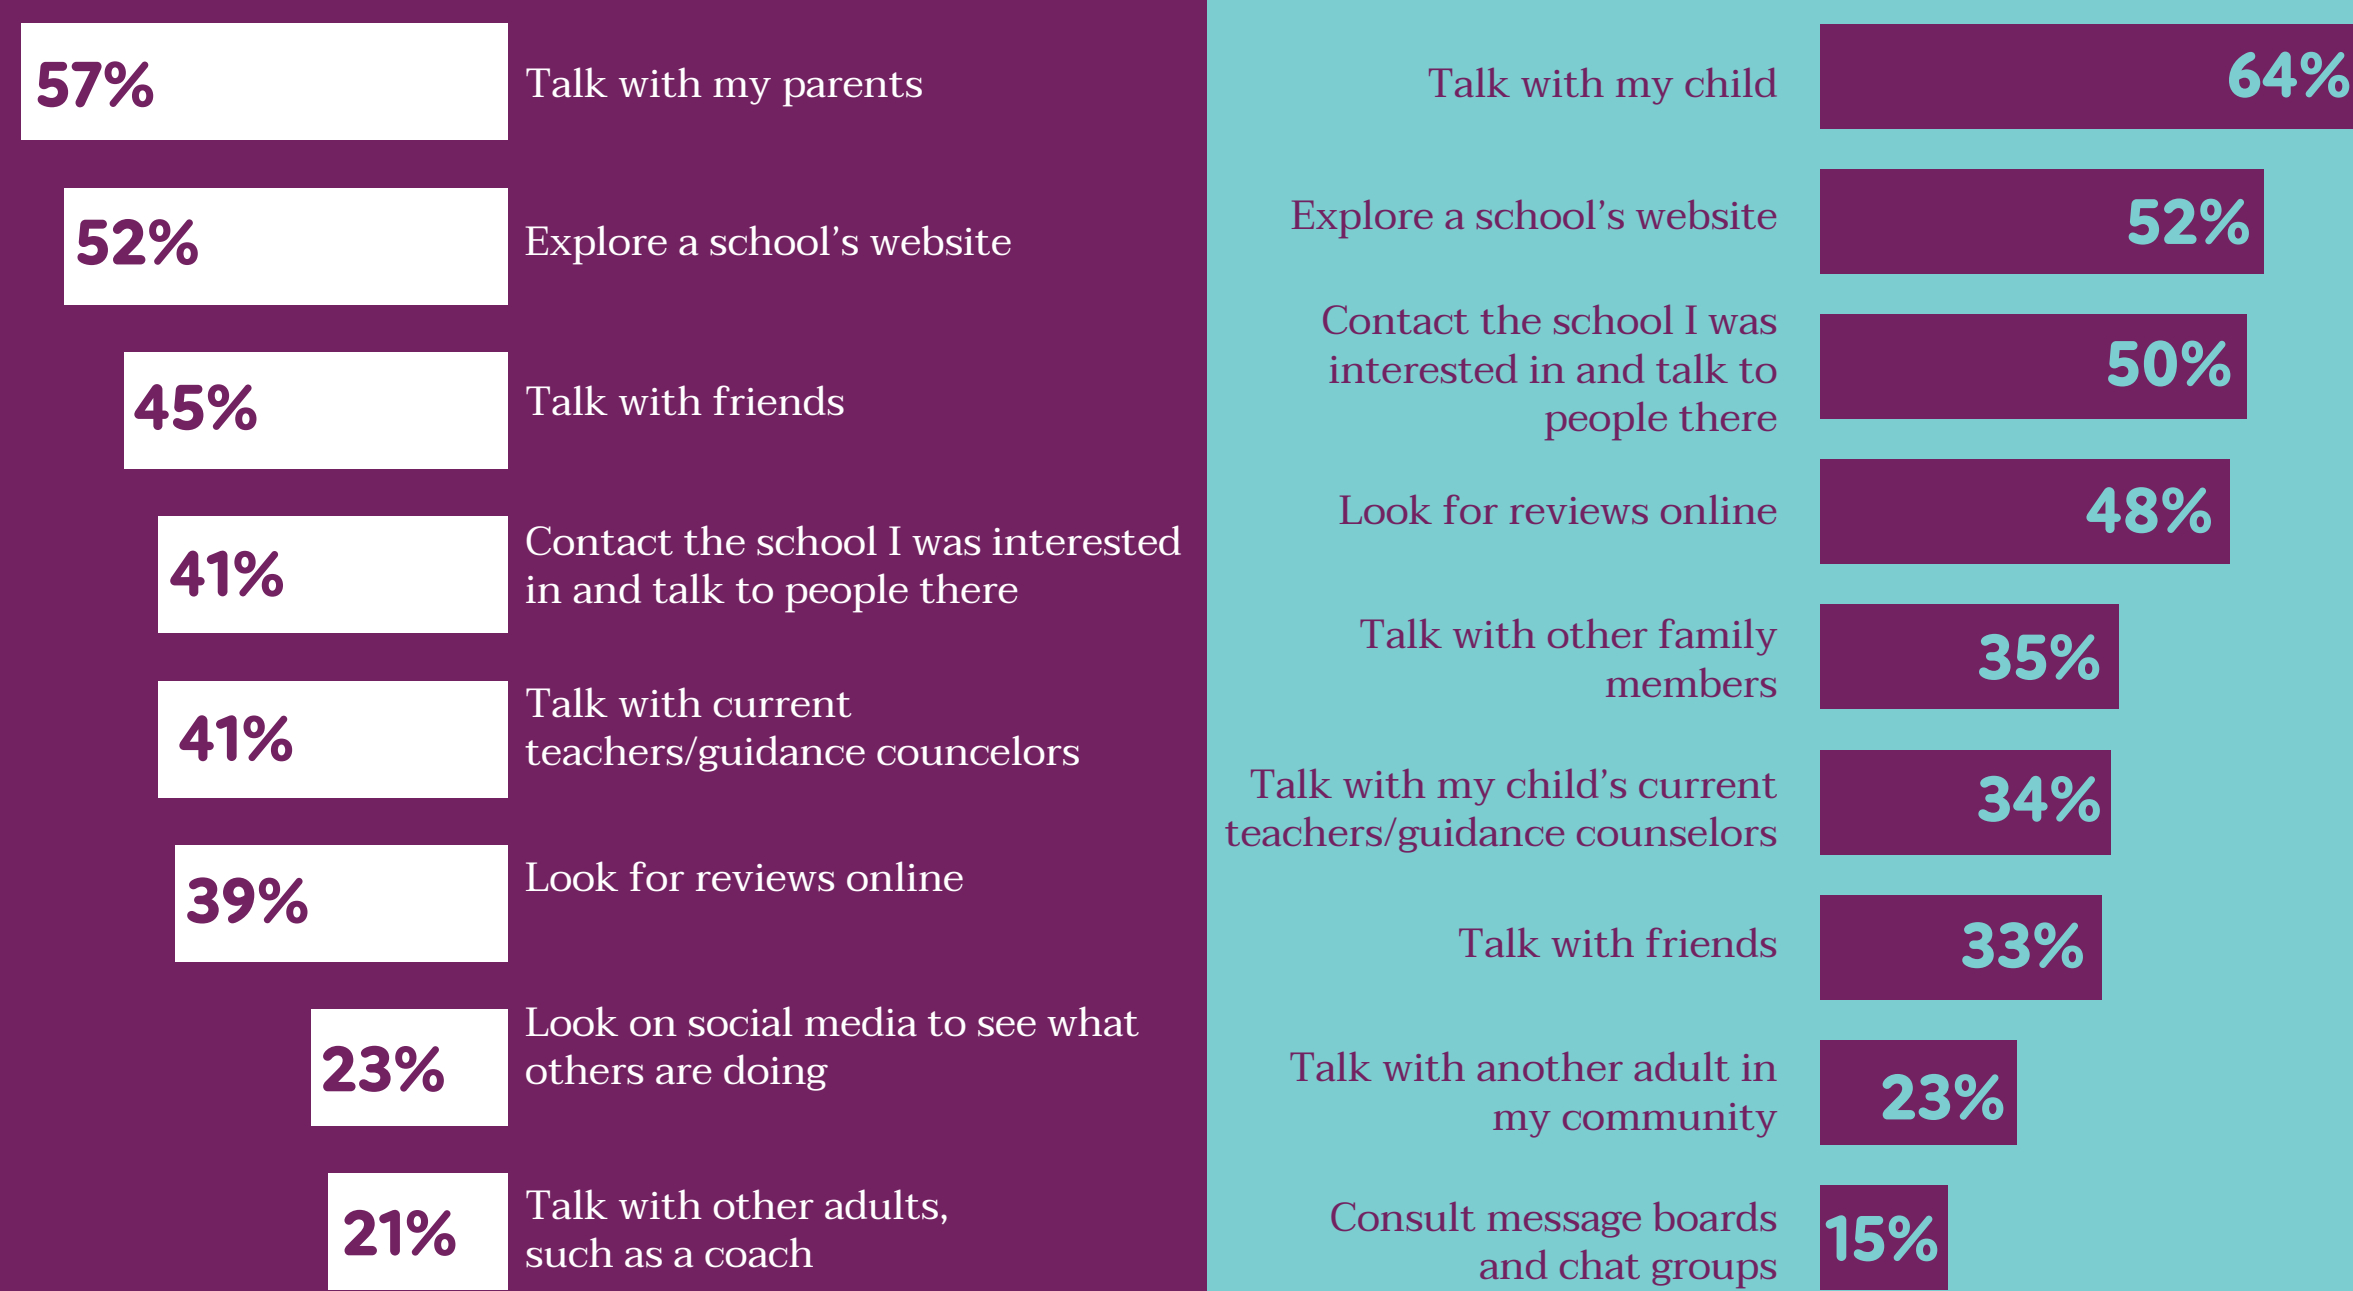 57%
Talk with my parents
52%
Explore a school’s website
45%
Talk with friends
41%
Contact the school I was interested
in and talk to people there
41%
Talk with current
teachers/guidance councelors
39%
Look for reviews online
23%
Look on social media to see what
others are doing
21%
Talk with other adults,
such as a coach
Talk with my child
64%
Explore a school’s website
52%
Contact the school I was
interested in and talk to
people there
50%
Look for reviews online
48%
Talk with other family
members
35%
Talk with my child’s current
teachers/guidance counselors
34%
Talk with friends
33%
Talk with another adult in
my community
23%
Consult message boards
and chat groups
15%